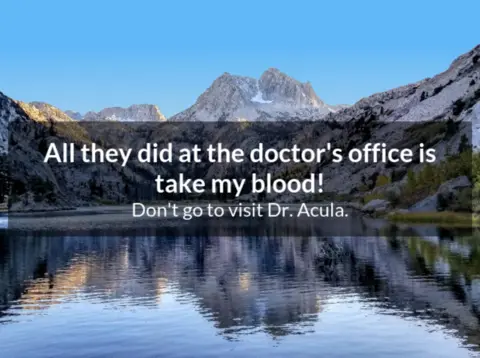 All they did at the doctor's office is
take my blood!
Don't go to visit Dr. Acula.